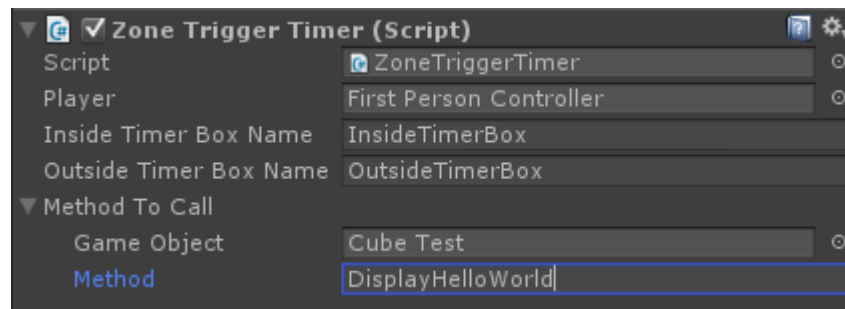 Zone Trigger Timer (Script)
Script ZoneTriggerTimer
Player First Person Controller
Inside Timer Box Name InsideTimerBox
Outside Timer Box Name OutsideTimerBox
Method To Call
Game Object Cube Test
Method DisplayHelloWorld